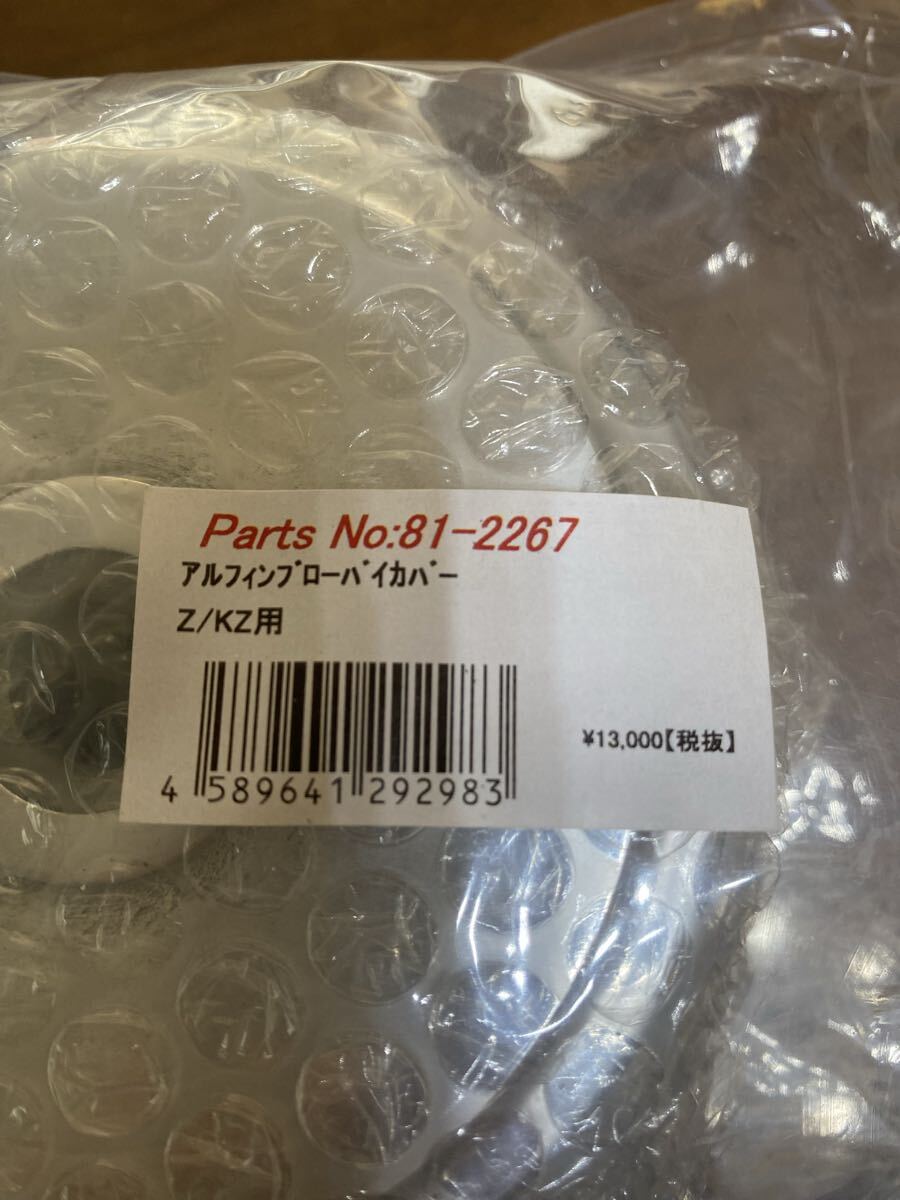 Parts No:81-2267
アルフィンブローバイカバー
Z/KZ用
¥13,000【税抜】
4 589641 292983